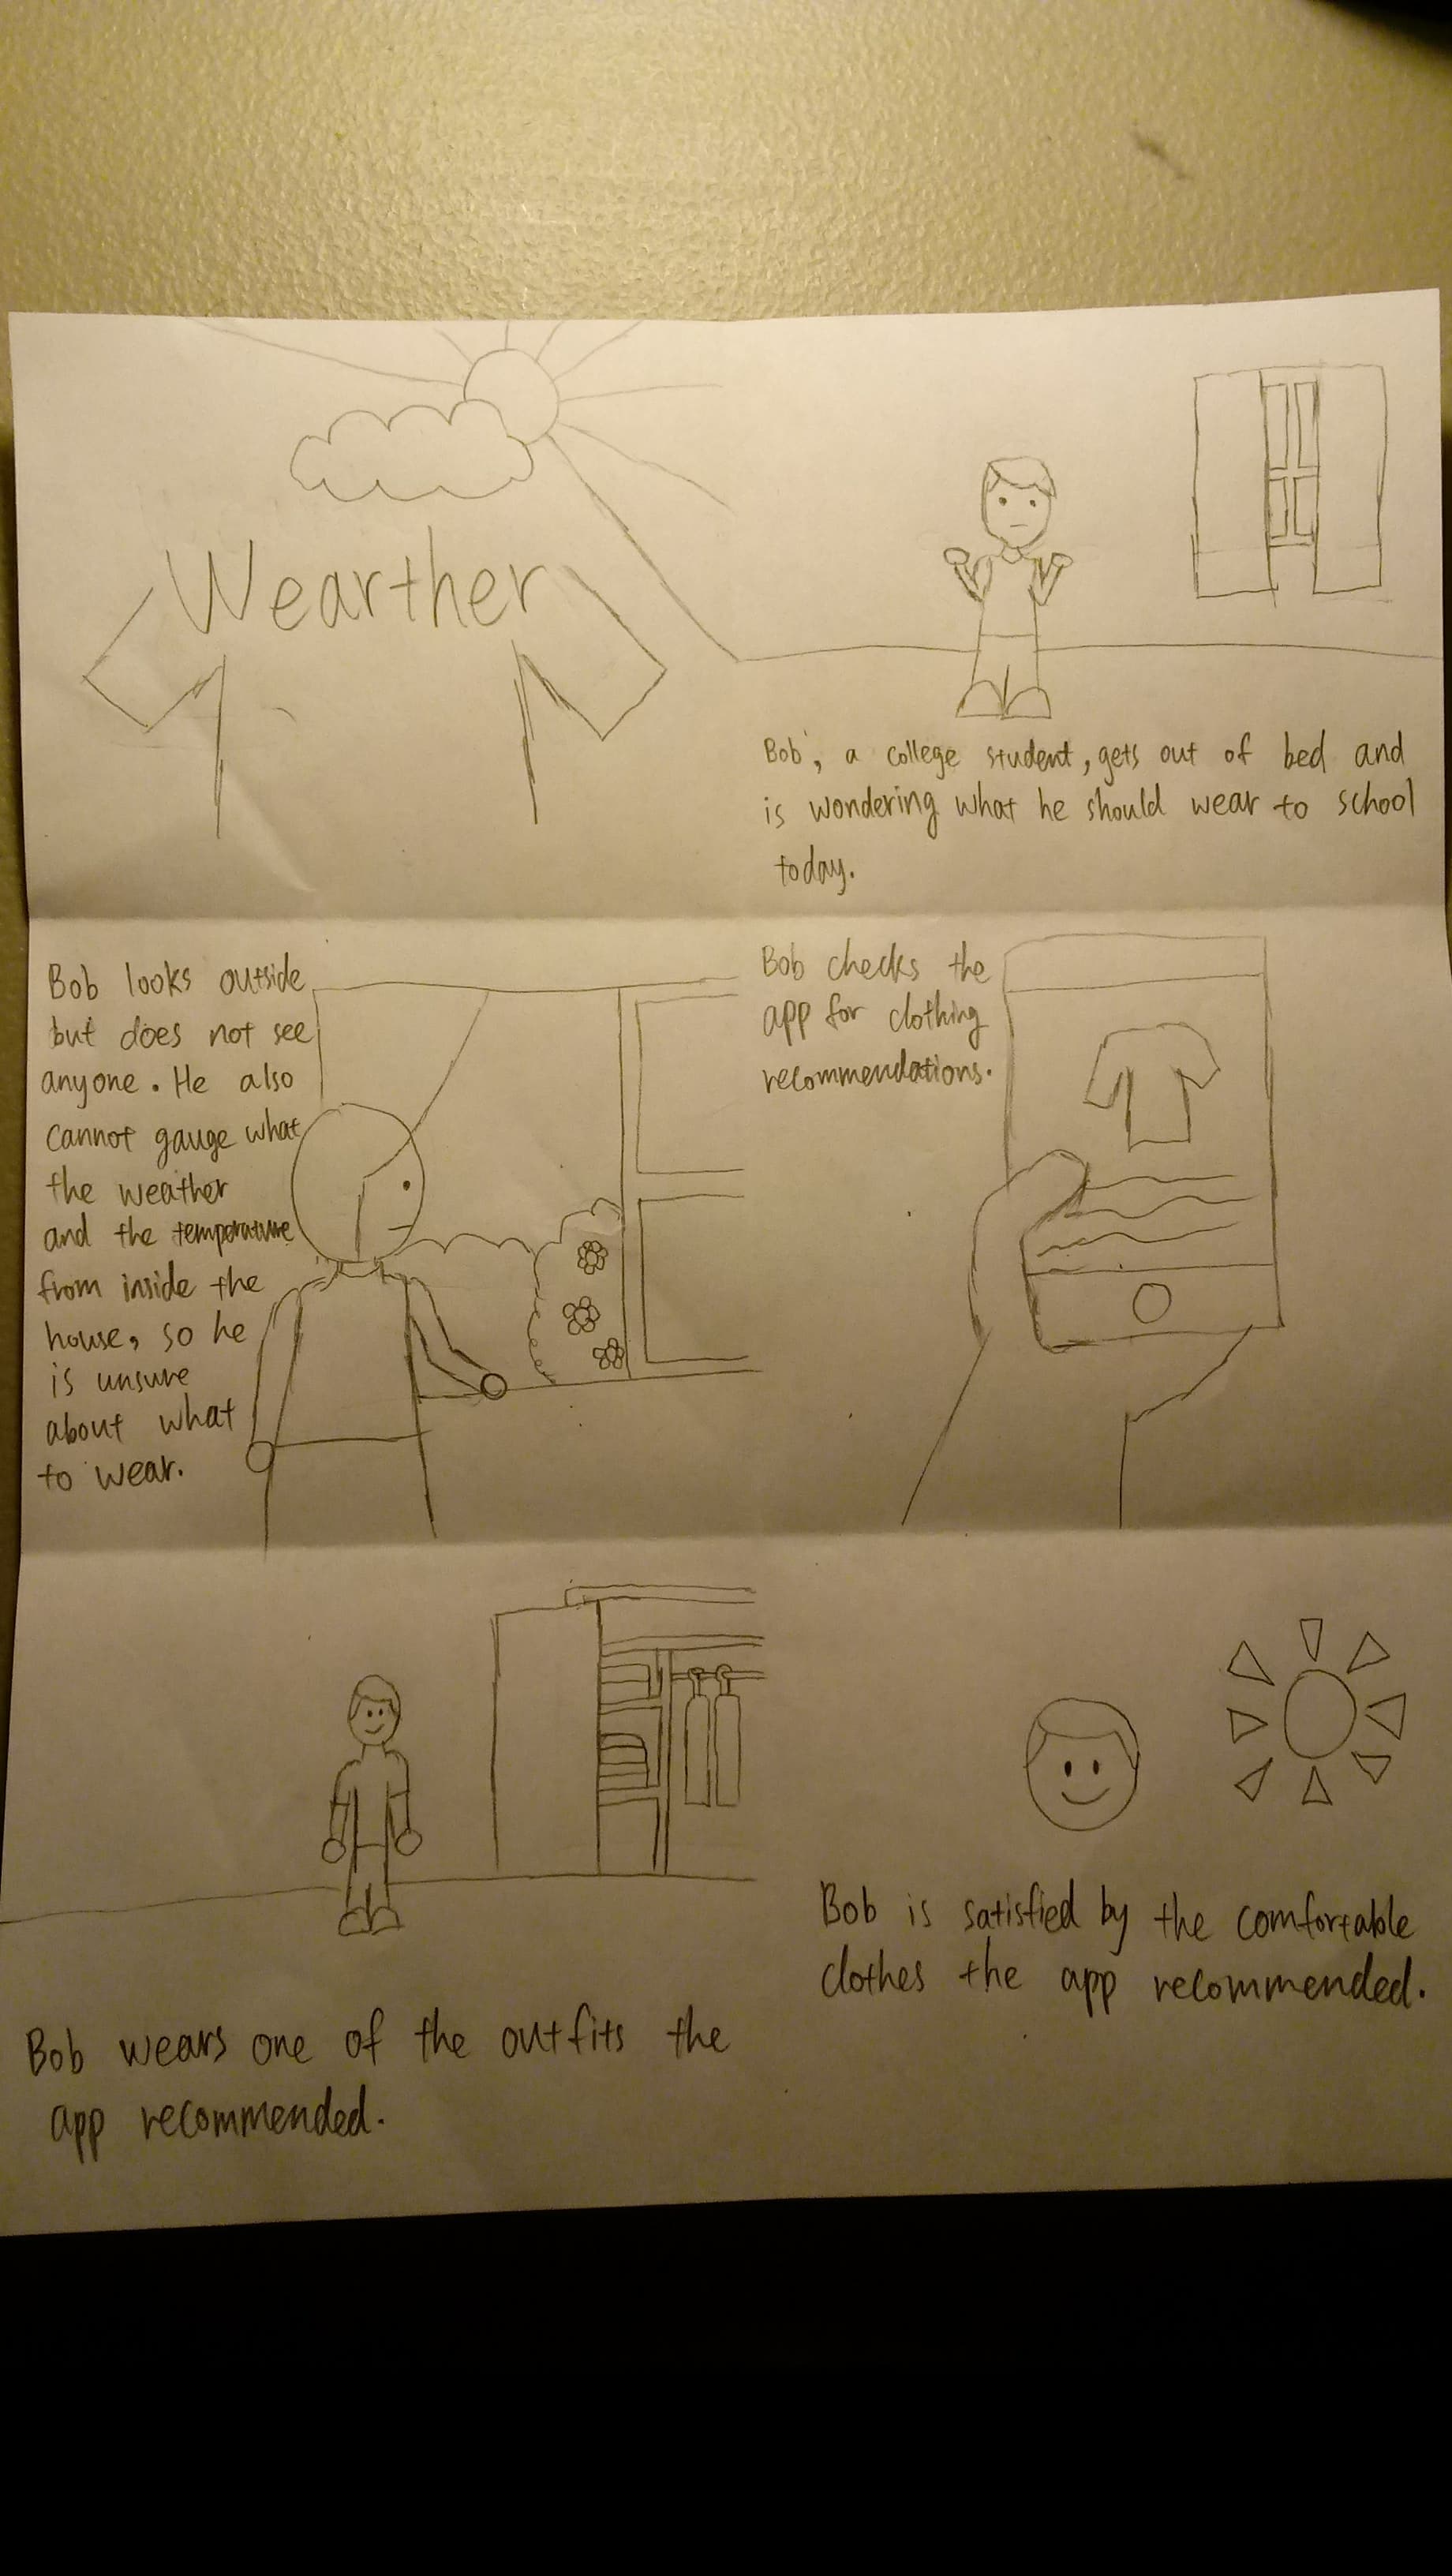 Wearther
Bob, a college student, gets out of bed and
is wondering what he should wear to school
today.
Bob looks outside
but does not see
anyone. He also
cannot gauge what
the weather
and the temperature
from inside the
house, so he
is unsure
about what
to wear.
Bob checks the
app for clothing
recommendations.
Bob wears one of the outfits the
app recommended.
Bob is satisfied by the comfortable
clothes the app recommended.